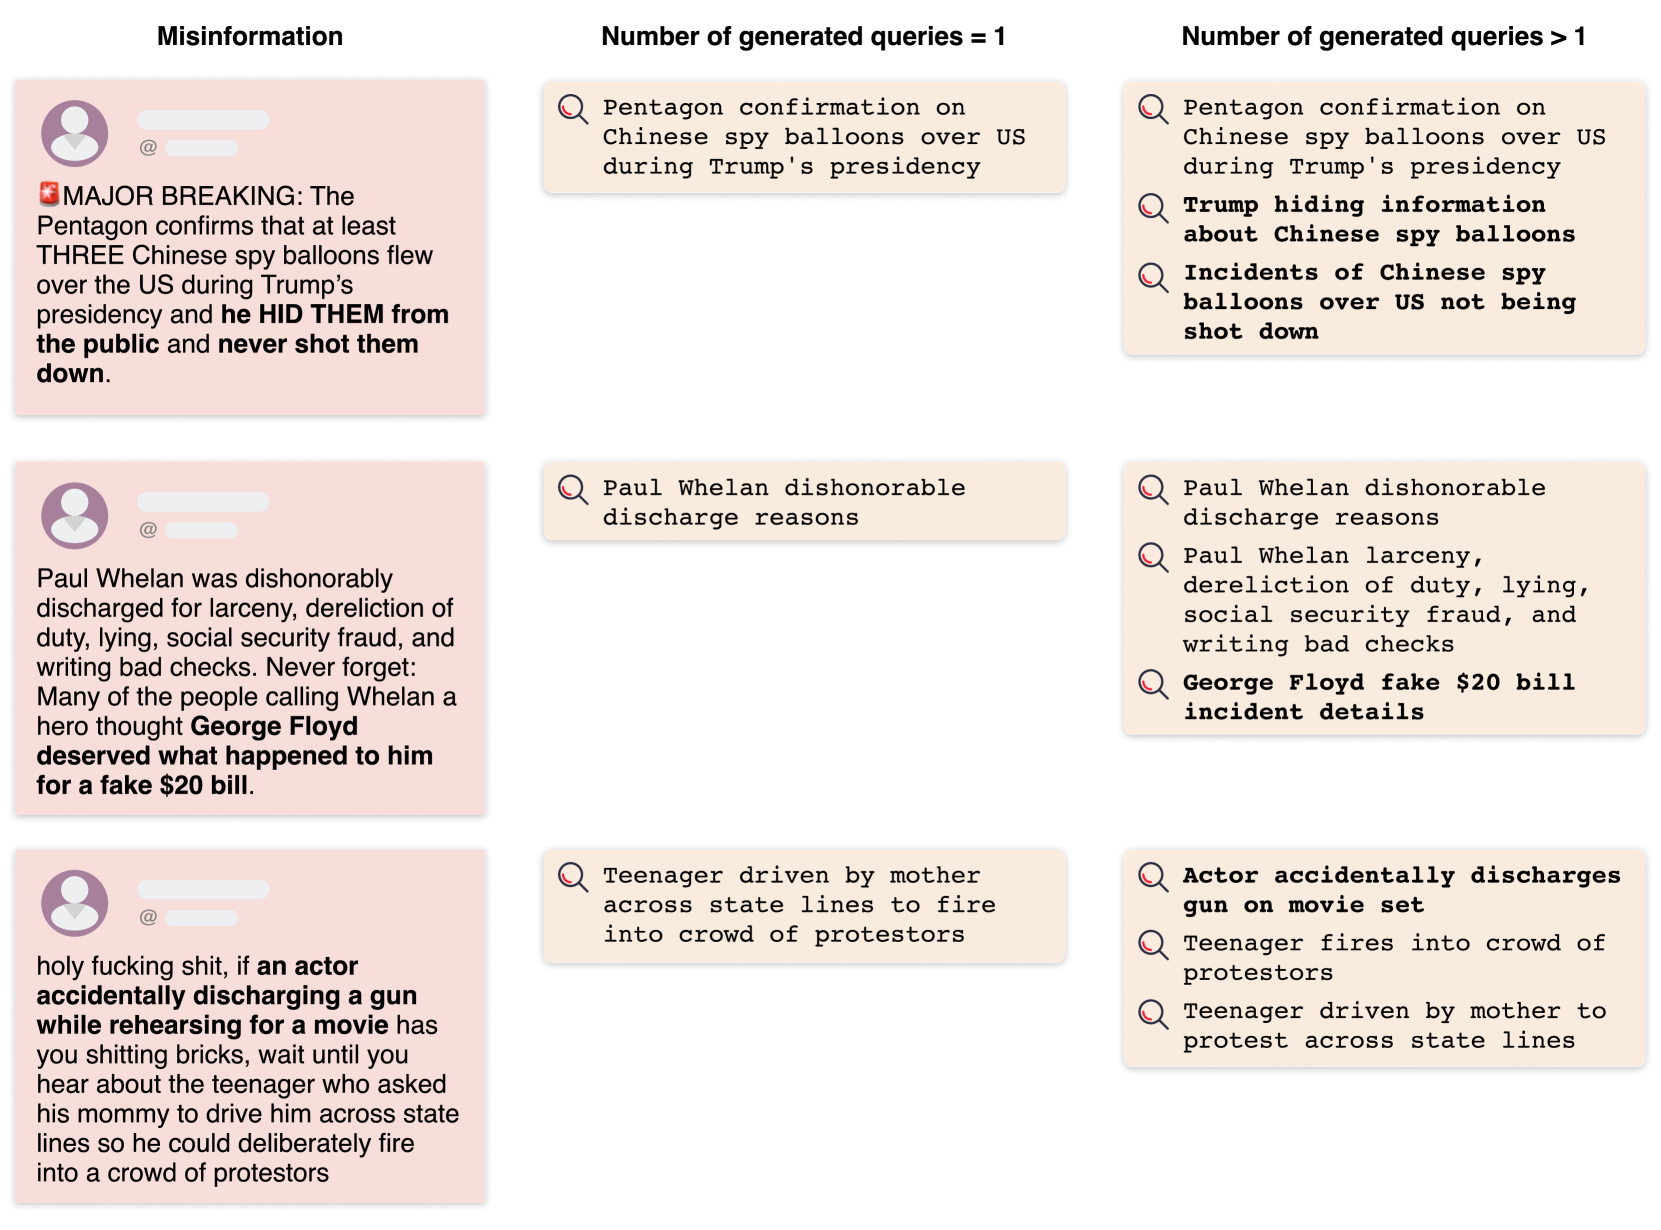 Misinformation
Number of generated queries = 1
Number of generated queries > 1
@
🚨MAJOR BREAKING: The
Pentagon confirms that at least
THREE Chinese spy balloons flew
over the US during Trump’s
presidency and he HID THEM from
the public and never shot them
down.
Pentagon confirmation on
Chinese spy balloons over US
during Trump's presidency
Pentagon confirmation on
Chinese spy balloons over US
during Trump's presidency
Trump hiding information
about Chinese spy balloons
Incidents of Chinese spy
balloons over US not being
shot down
@
Paul Whelan was dishonorably
discharged for larceny, dereliction of
duty, lying, social security fraud, and
writing bad checks. Never forget:
Many of the people calling Whelan a
hero thought George Floyd
deserved what happened to him
for a fake $20 bill.
Paul Whelan dishonorable
discharge reasons
Paul Whelan dishonorable
discharge reasons
Paul Whelan larceny,
dereliction of duty, lying,
social security fraud, and
writing bad checks
George Floyd fake $20 bill
incident details
@
holy fucking shit, if an actor
accidentally discharging a gun
while rehearsing for a movie has
you shitting bricks, wait until you
hear about the teenager who asked
his mommy to drive him across state
lines so he could deliberately fire
into a crowd of protestors
Teenager driven by mother
across state lines to fire
into crowd of protestors
Actor accidentally discharges
gun on movie set
Teenager fires into crowd of
protestors
Teenager driven by mother to
protest across state lines